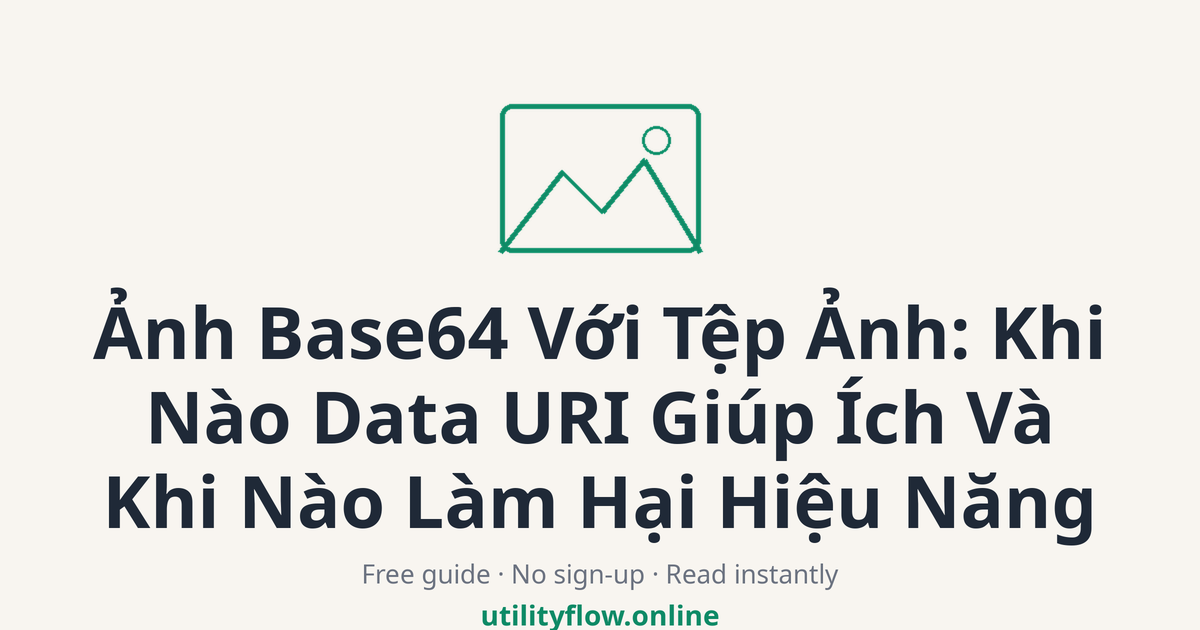 Ảnh Base64 Với Tệp Ảnh: Khi
Nào Data URI Giúp Ích Và
Khi Nào Làm Hại Hiệu Năng
Free guide · No sign-up · Read instantly
utilityflow.online